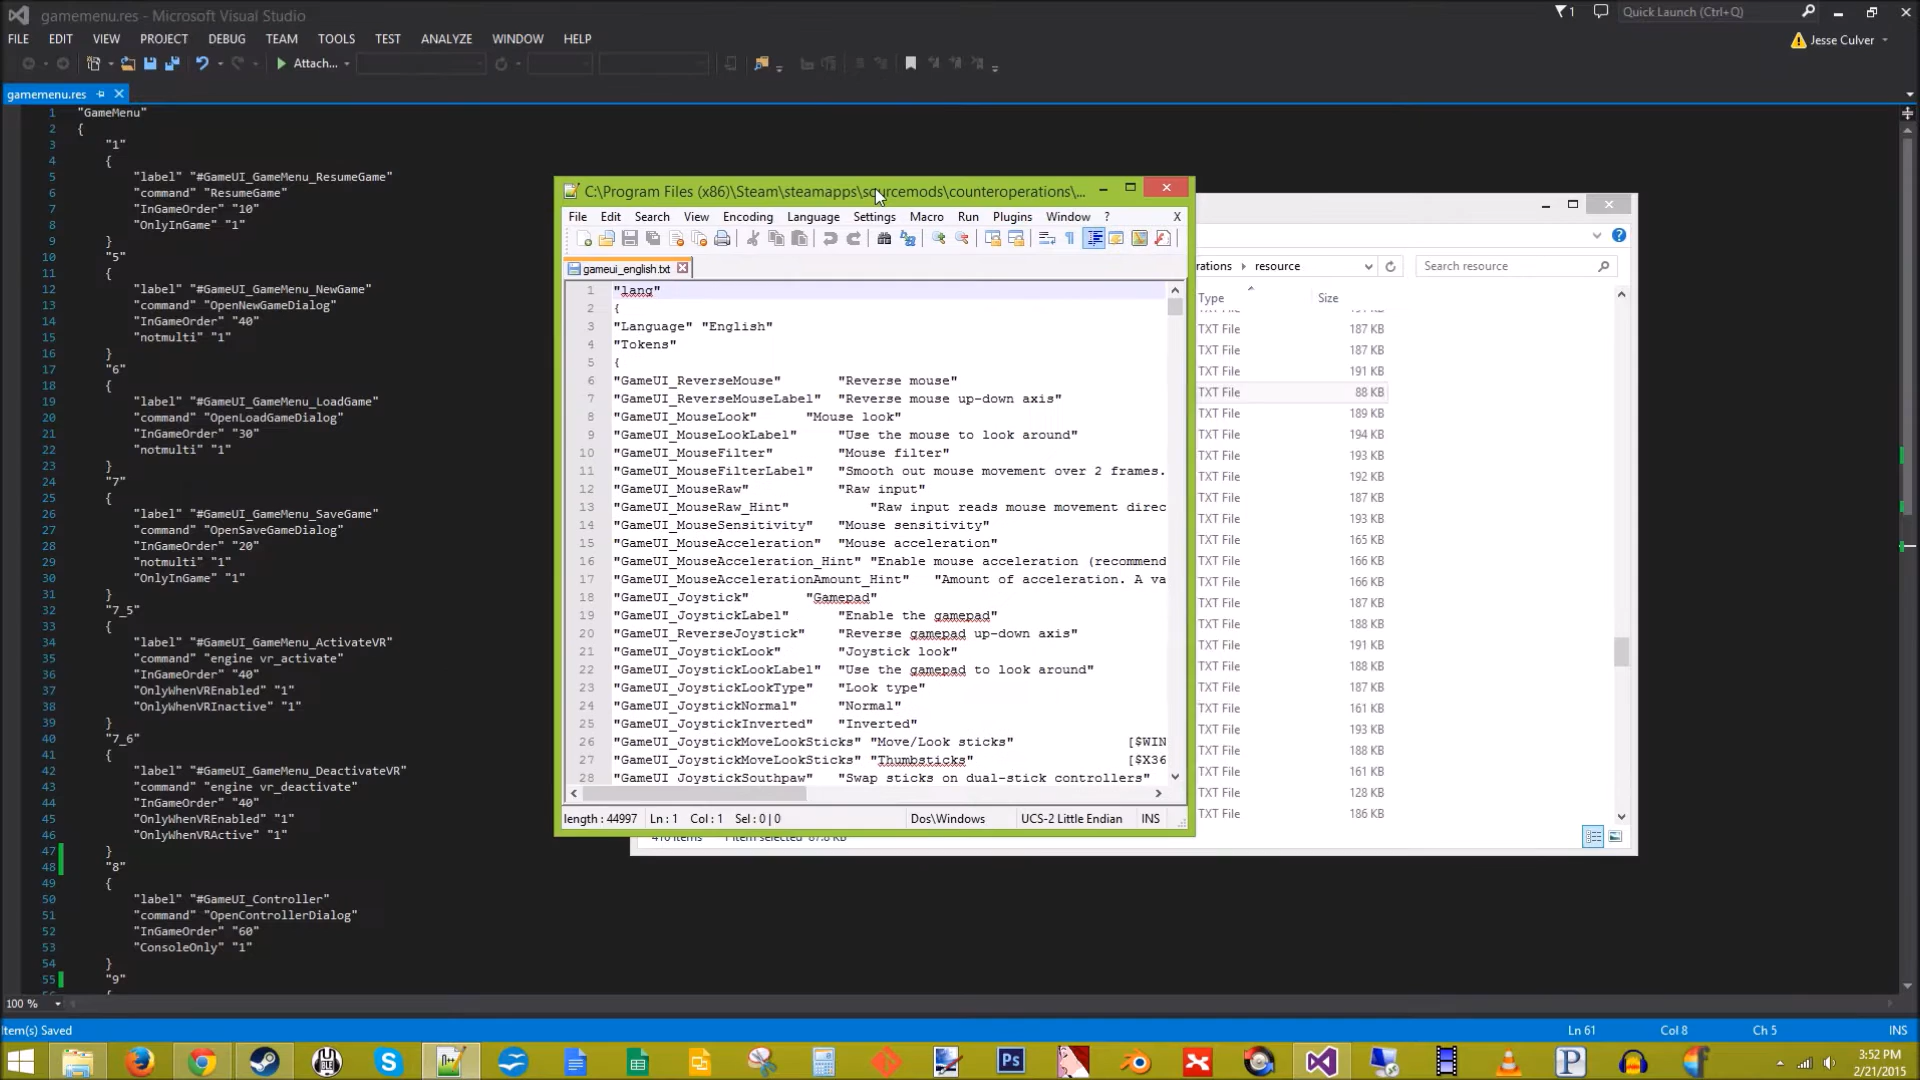 gamemenu.res - Microsoft Visual Studio
1
Quick Launch (Ctrl+Q)
FILE EDIT VIEW PROJECT DEBUG TEAM TOOLS TEST ANALYZE WINDOW HELP
Jesse Culver
Attach...
gamemenu.res
1 "GameMenu"
2 {
3 "1"
4 {
5 "label" "#GameUI_GameMenu_ResumeGame"
6 "command" "ResumeGame"
7 "InGameOrder" "10"
8 "OnlyInGame" "1"
9 }
10 "5"
11 {
12 "label" "#GameUI_GameMenu_NewGame"
13 "command" "OpenNewGameDialog"
14 "InGameOrder" "40"
15 "notmulti" "1"
16 }
17 "6"
18 {
19 "label" "#GameUI_GameMenu_LoadGame"
20 "command" "OpenLoadGameDialog"
21 "InGameOrder" "30"
22 "notmulti" "1"
23 }
24 "7"
25 {
26 "label" "#GameUI_GameMenu_SaveGame"
27 "command" "OpenSaveGameDialog"
28 "InGameOrder" "20"
29 "notmulti" "1"
30 "OnlyInGame" "1"
31 }
32 "7_5"
33 {
34 "label" "#GameUI_GameMenu_ActivateVR"
35 "command" "engine vr_activate"
36 "InGameOrder" "40"
37 "OnlyWhenVREnabled" "1"
38 "OnlyWhenVRInactive" "1"
39 }
40 "7_6"
41 {
42 "label" "#GameUI_GameMenu_DeactivateVR"
43 "command" "engine vr_deactivate"
44 "InGameOrder" "40"
45 "OnlyWhenVREnabled" "1"
46 "OnlyWhenVRActive" "1"
47 }
48 "8"
49 {
50 "label" "#GameUI_Controller"
51 "command" "OpenControllerDialog"
52 "InGameOrder" "60"
53 "ConsoleOnly" "1"
54 }
55 "9"
C:\Program Files (x86)\Steam\steamapps\sourcemods\counteroperations\...
File Edit Search View Encoding Language Settings Macro Run Plugins Window ? X
gameui_english.txt
1 "lang"
2 {
3 "Language" "English"
4 "Tokens"
5 {
6 "GameUI_ReverseMouse" "Reverse mouse"
7 "GameUI_ReverseMouseLabel" "Reverse mouse up-down axis"
8 "GameUI_MouseLook" "Mouse look"
9 "GameUI_MouseLookLabel" "Use the mouse to look around"
10 "GameUI_MouseFilter" "Mouse filter"
11 "GameUI_MouseFilterLabel" "Smooth out mouse movement over 2 frames.
12 "GameUI_MouseRaw" "Raw input"
13 "GameUI_MouseRaw_Hint" "Raw input reads mouse movement direc
14 "GameUI_MouseSensitivity" "Mouse sensitivity"
15 "GameUI_MouseAcceleration" "Mouse acceleration"
16 "GameUI_MouseAcceleration_Hint" "Enable mouse acceleration (recommend
17 "GameUI_MouseAccelerationAmount_Hint" "Amount of acceleration. A va
18 "GameUI_Joystick" "Gamepad"
19 "GameUI_JoystickLabel" "Enable the gamepad"
20 "GameUI_ReverseJoystick" "Reverse gamepad up-down axis"
21 "GameUI_JoystickLook" "Joystick look"
22 "GameUI_JoystickLookLabel" "Use the gamepad to look around"
23 "GameUI_JoystickLookType" "Look type"
24 "GameUI_JoystickNormal" "Normal"
25 "GameUI_JoystickInverted" "Inverted"
26 "GameUI_JoystickMoveLookSticks" "Move/Look sticks" [$WIN
27 "GameUI_JoystickMoveLookSticks" "Thumbsticks" [$X36
28 "GameUI_JoystickSouthpaw" "Swap sticks on dual-stick controllers"
length : 44997 Ln : 1 Col : 1 Sel : 0 | 0 Dos\Windows UCS-2 Little Endian INS
rations resource Search resource
Type Size
TXT File 187 KB
TXT File 187 KB
TXT File 191 KB
TXT File 88 KB
TXT File 189 KB
TXT File 194 KB
TXT File 193 KB
TXT File 192 KB
TXT File 187 KB
TXT File 193 KB
TXT File 165 KB
TXT File 166 KB
TXT File 166 KB
TXT File 187 KB
TXT File 188 KB
TXT File 191 KB
TXT File 188 KB
TXT File 187 KB
TXT File 161 KB
TXT File 193 KB
TXT File 188 KB
TXT File 161 KB
TXT File 128 KB
TXT File 186 KB
100 %
Item(s) Saved
Ln 61 Col 8 Ch 5 INS
Ps
3:52 PM
2/21/2015